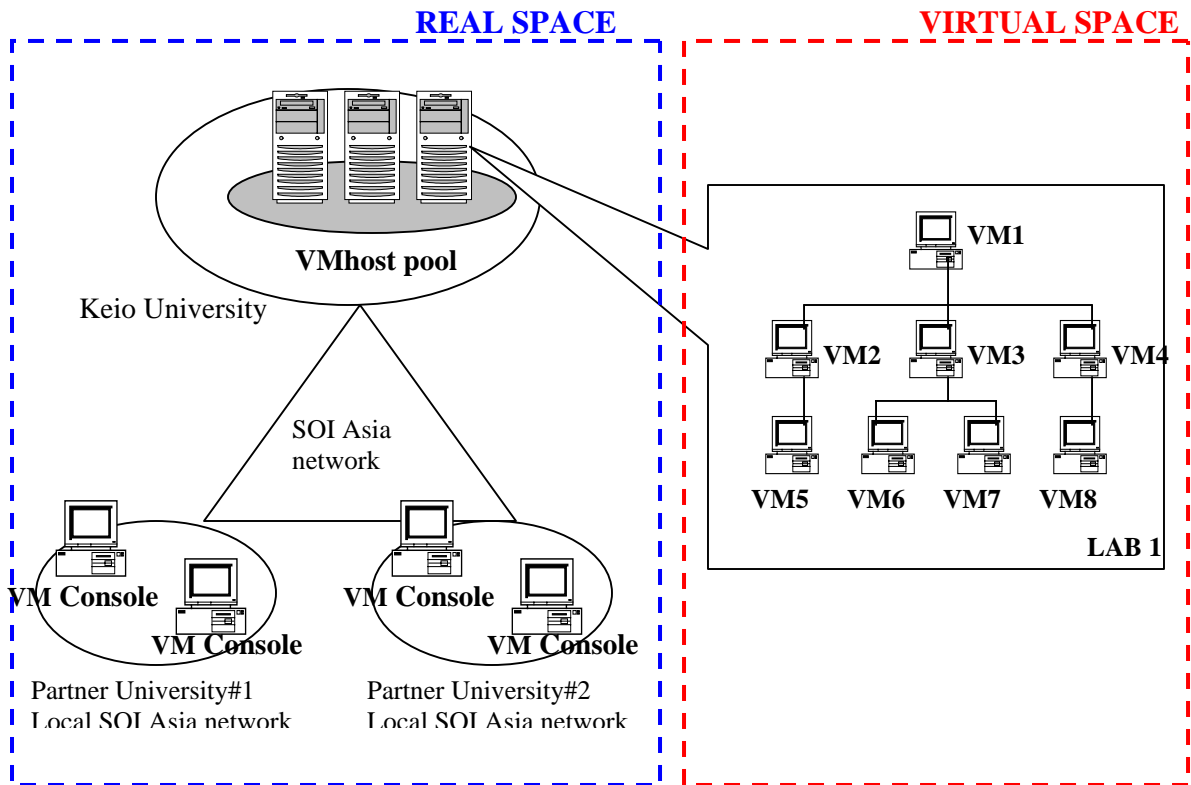 REAL SPACE
VIRTUAL SPACE
VMhost pool
Keio University
SOI Asia
network
VM Console
VM Console
VM Console
VM Console
Partner University#1
Local SOI Asia network
Partner University#2
Local SOI Asia network
VM1
VM2
VM3
VM4
VM5
VM6
VM7
VM8
LAB 1